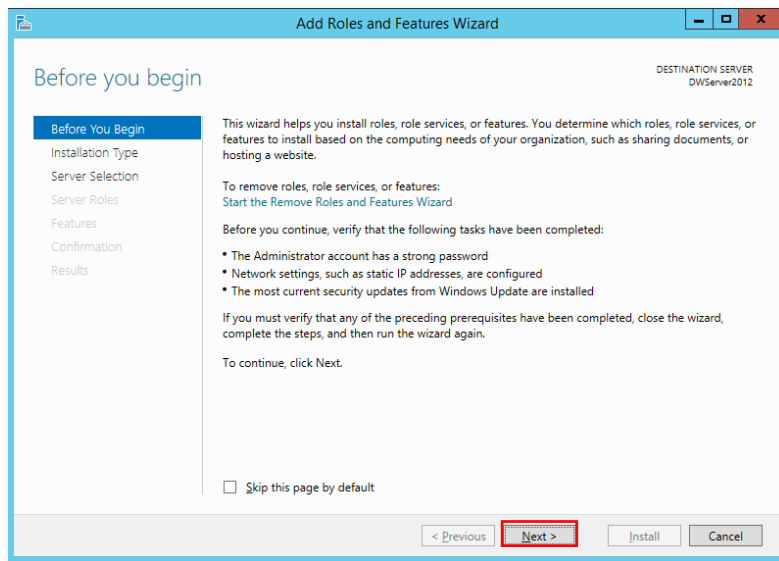 Add Roles and Features Wizard
Before you begin
DESTINATION SERVER
DWServer2012
Before You Begin
Installation Type
Server Selection
Server Roles
Features
Confirmation
Results
This wizard helps you install roles, role services, or features. You determine which roles, role services, or
features to install based on the computing needs of your organization, such as sharing documents, or
hosting a website.
To remove roles, role services, or features:
Start the Remove Roles and Features Wizard
Before you continue, verify that the following tasks have been completed:
• The Administrator account has a strong password
• Network settings, such as static IP addresses, are configured
• The most current security updates from Windows Update are installed
If you must verify that any of the preceding prerequisites have been completed, close the wizard,
complete the steps, and then run the wizard again.
To continue, click Next.
Skip this page by default
< Previous
Next >
Install
Cancel